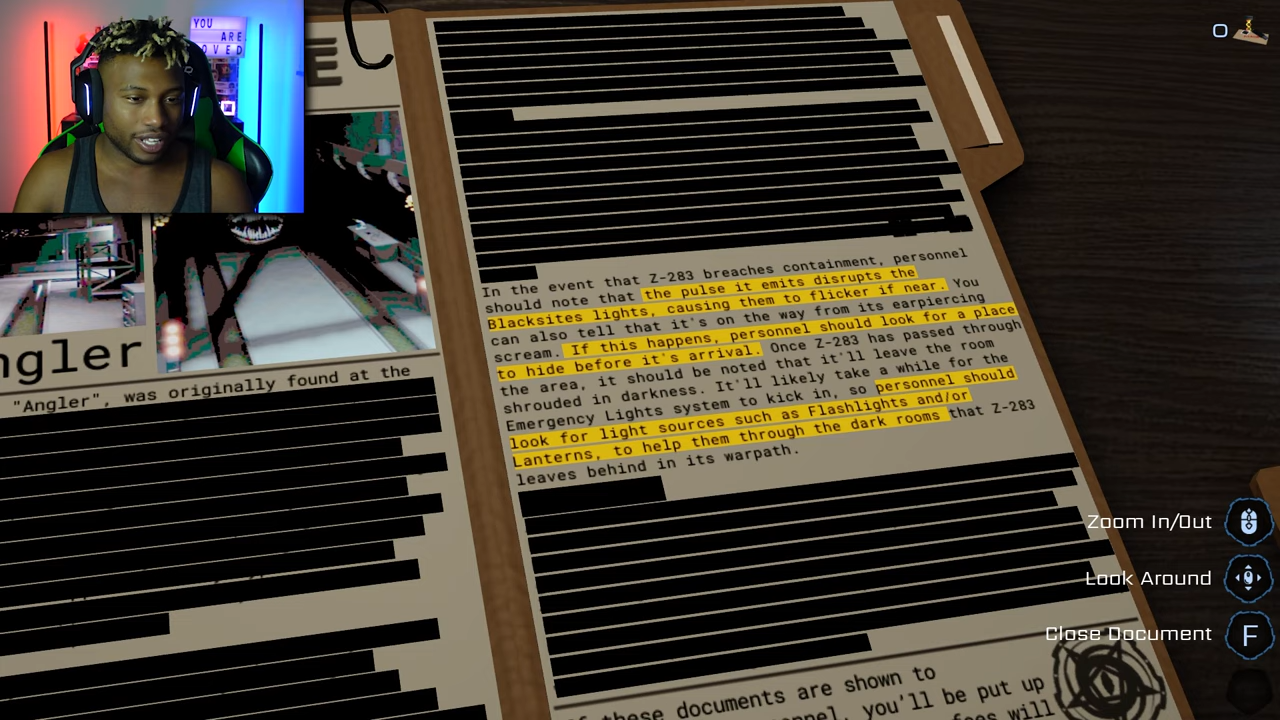 YOU
ARE
OVED
E
ngler
"Angler", was originally found at the
In the event that Z-283 breaches containment, personnel
should note that the pulse it emits disrupts the
Blacksites lights, causing them to flicker if near. You
can also tell that it's on the way from its earpiercing
scream. If this happens, personnel should look for a place
to hide before it's arrival. Once Z-283 has passed through
the area, it should be noted that it'll leave the room
shrouded in darkness. It'll likely take a while for the
Emergency Lights system to kick in, so personnel should
look for light sources such as Flashlights and/or
Lanterns, to help them through the dark rooms that Z-283
leaves behind in its warpath.
these documents are shown to
you'll be put up
fees will
Zoom In/Out
Look Around
Close Document F